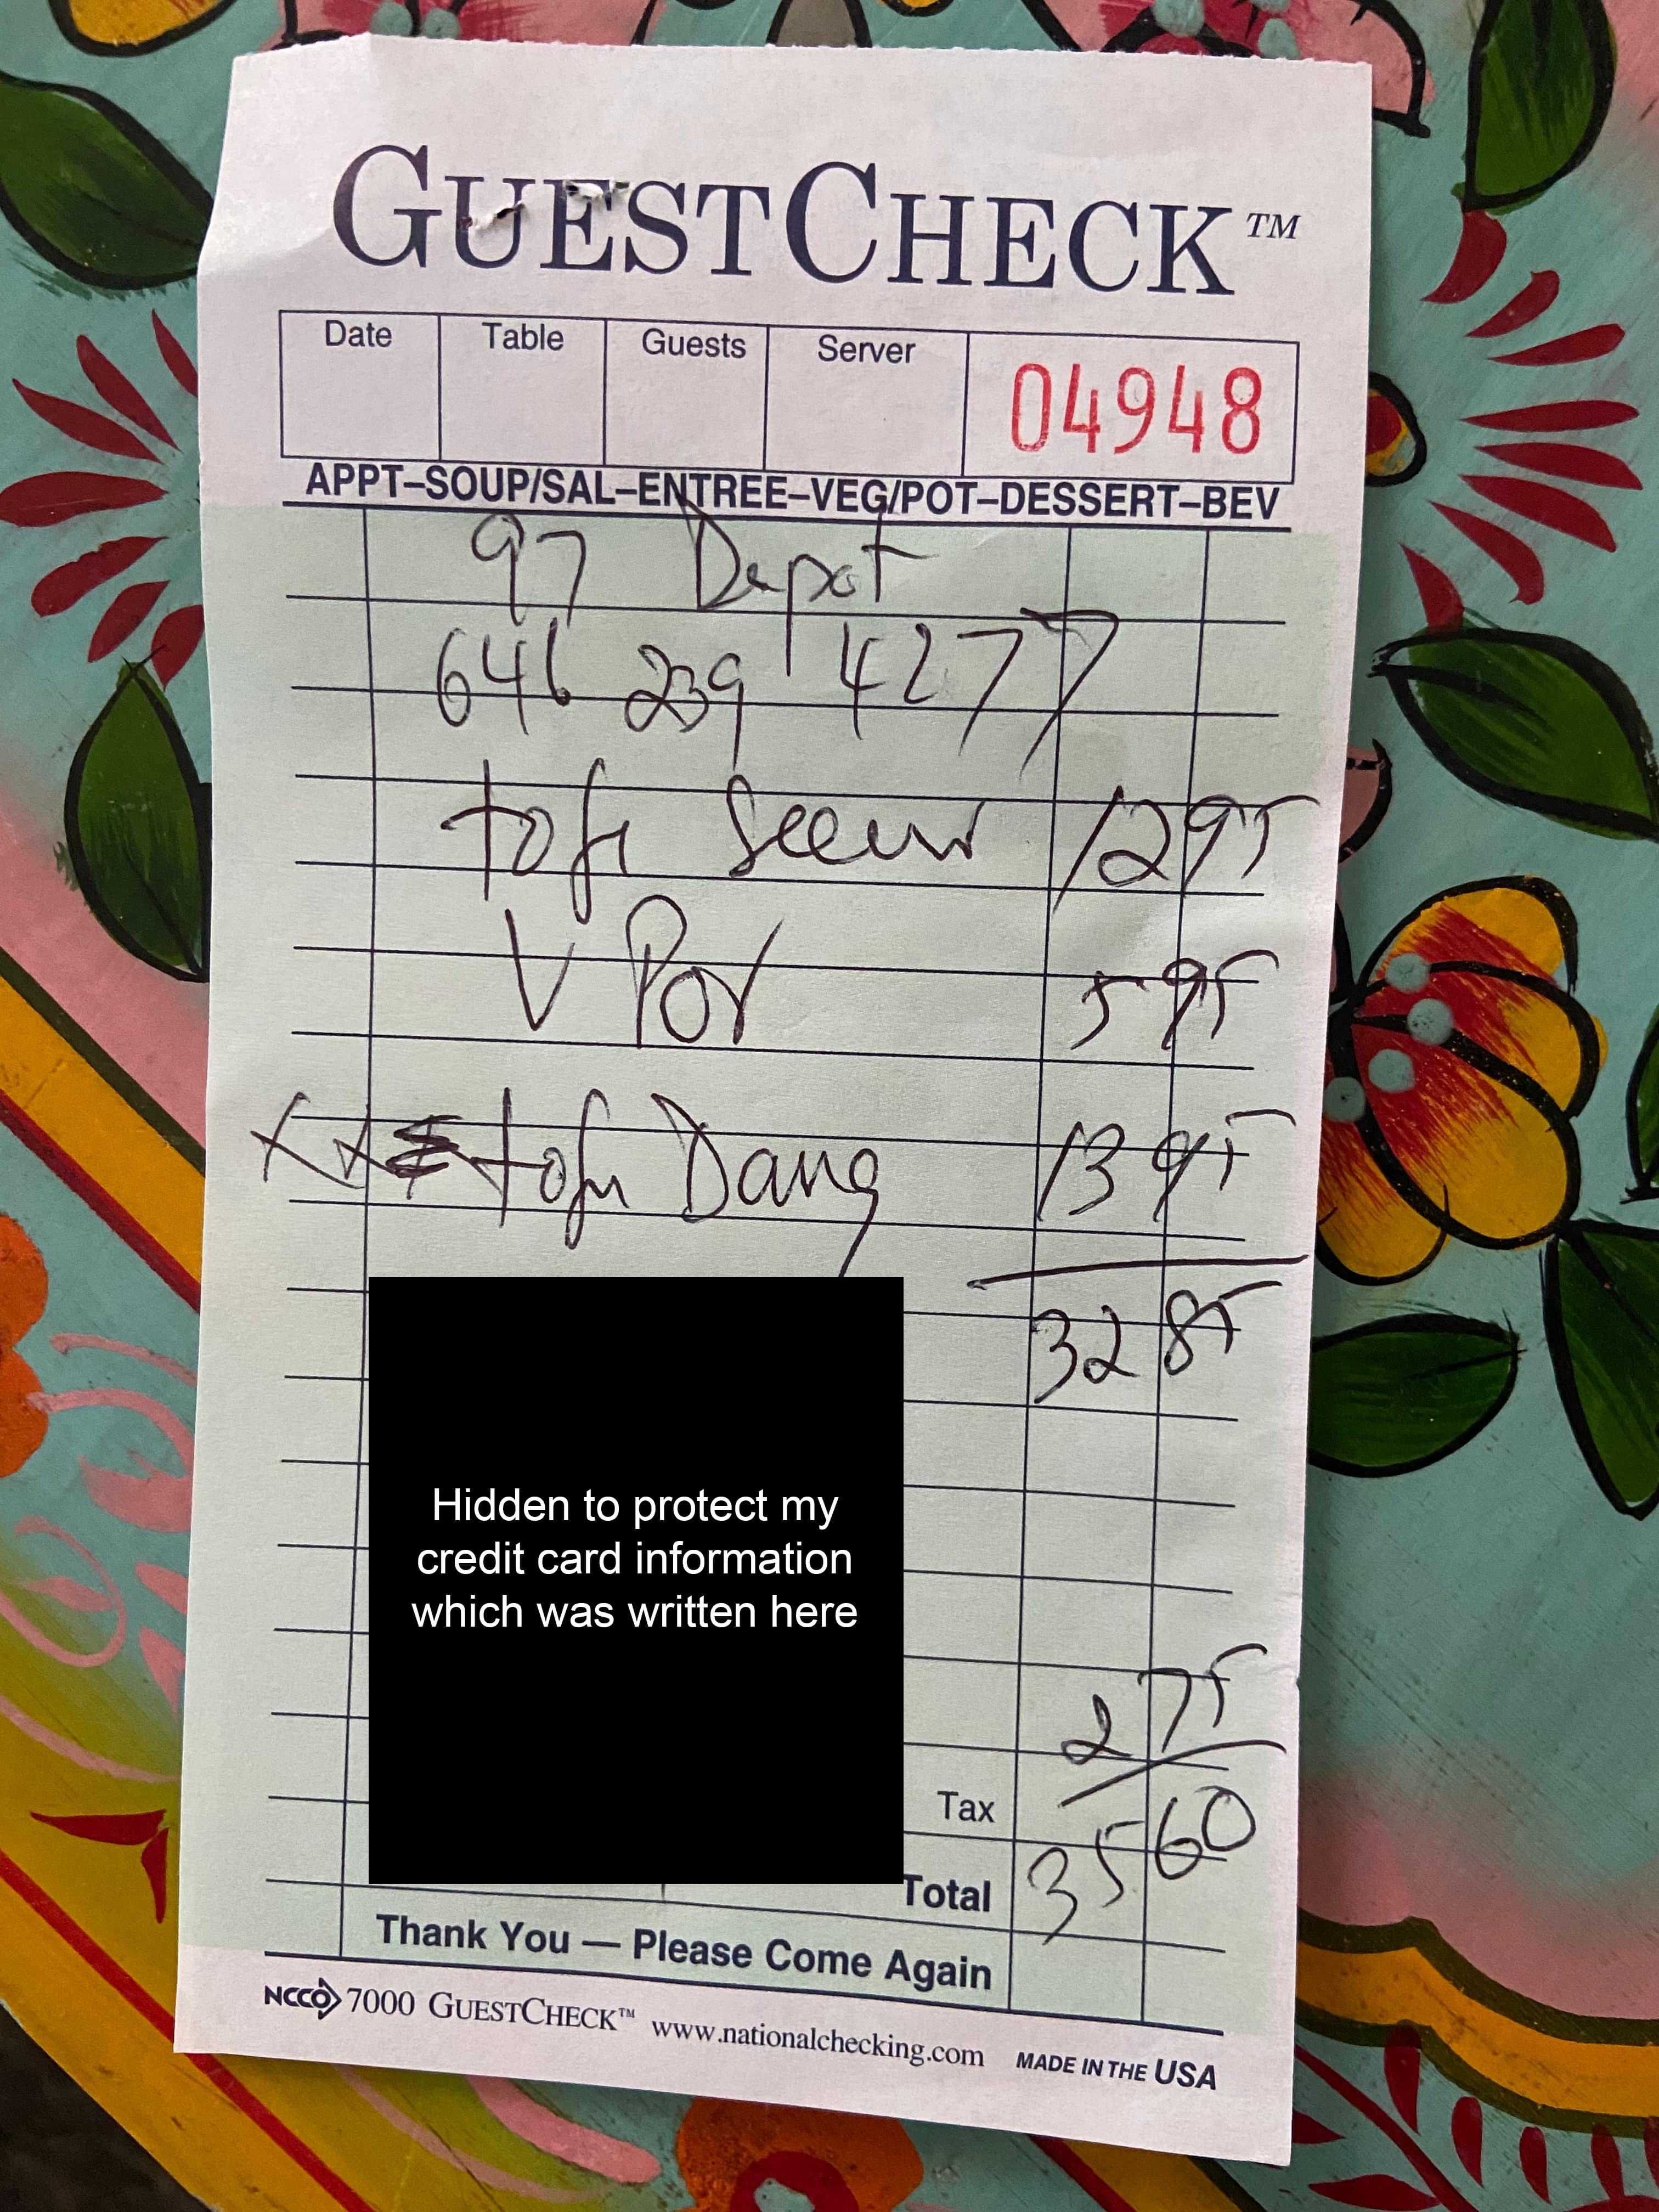 GUESTCHECK™
Date Table Guests Server 04948
APPT–SOUP/SAL–ENTREE–VEG/POT–DESSERT–BEV
97 Depot
646 239 4277
tofu 12 95
V Por 5 95
XX tofu Dang 13 95
32 85
Hidden to protect my
credit card information
which was written here
2 75
Tax
Total 35 60
Thank You — Please Come Again
NCCO 7000 GUESTCHECK™ www.nationalchecking.com MADE IN THE USA